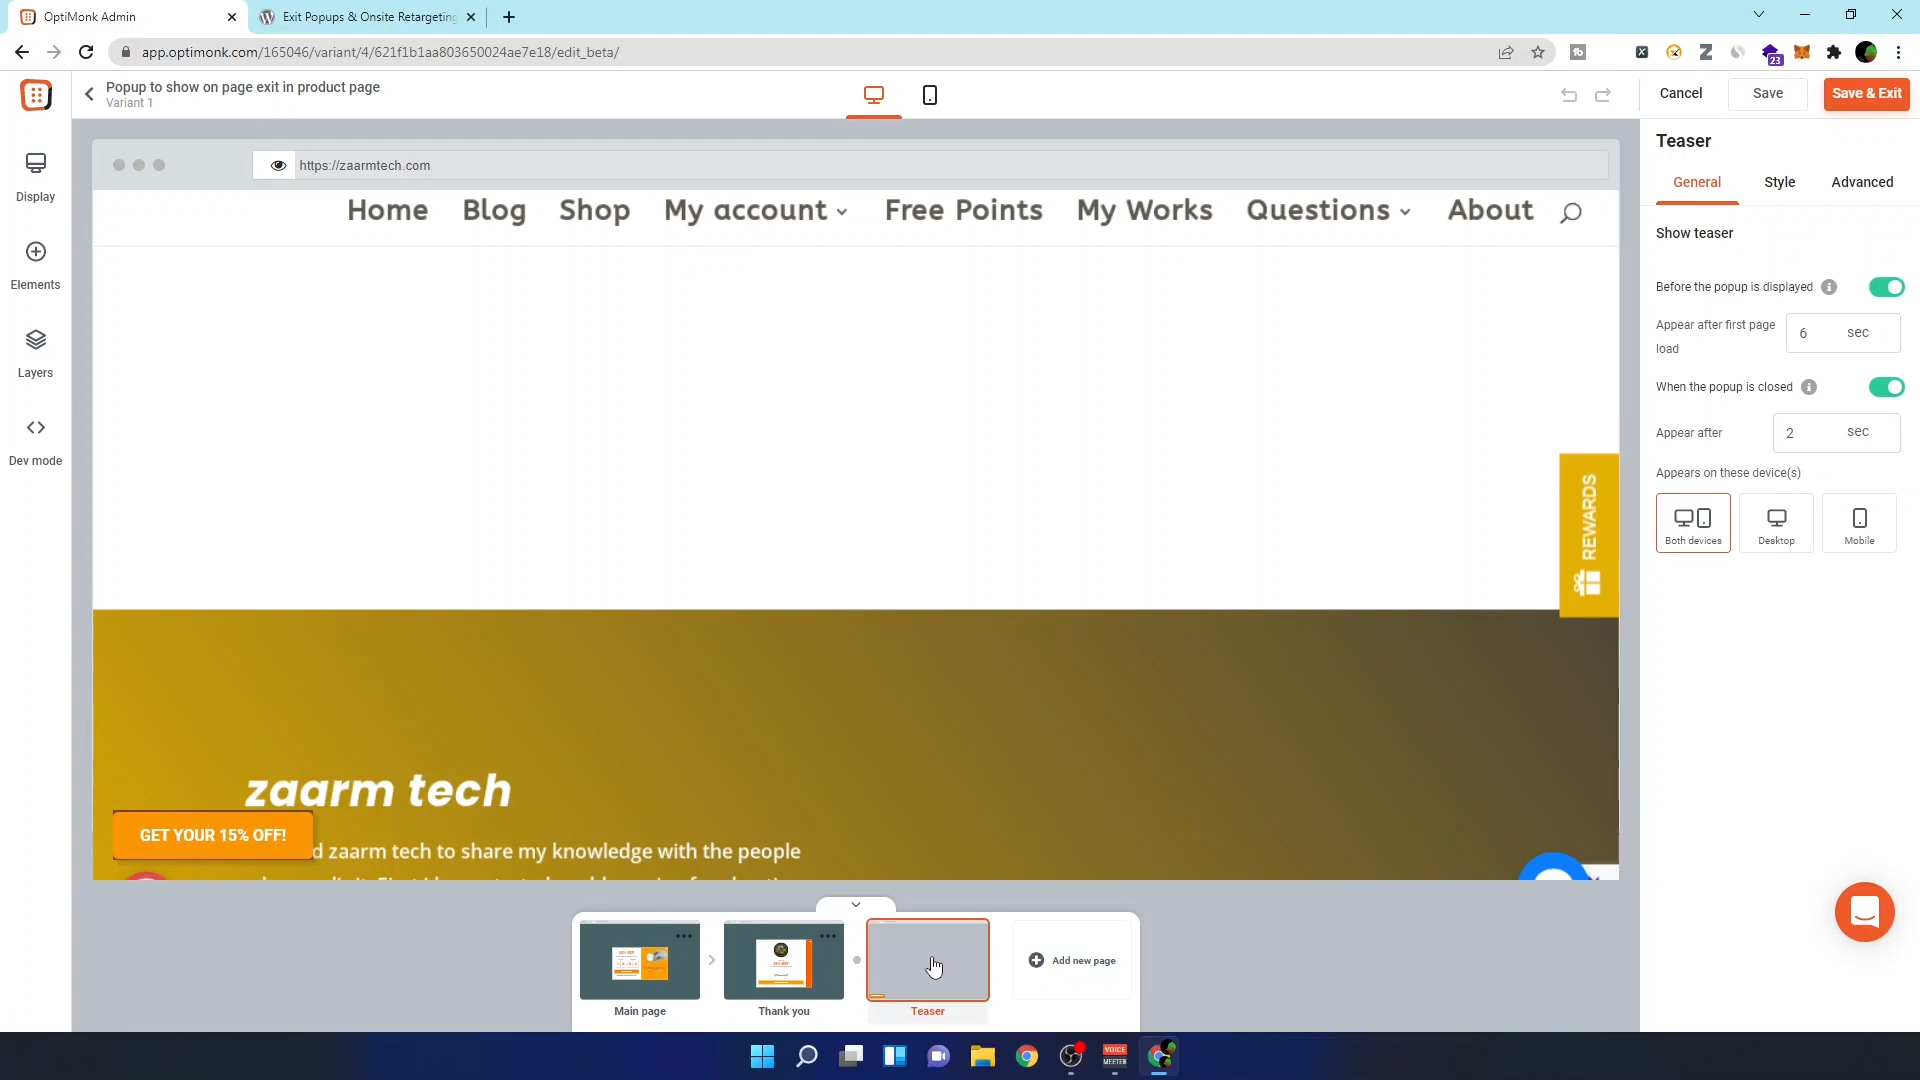 OptiMonk Admin
Exit Popups & Onsite Retargeting
app.optimonk.com/165046/variant/4/621f1b1aa803650024ae7e18/edit_beta/
23
Popup to show on page exit in product page
Variant 1
Cancel
Save
Save & Exit
Display
Elements
Layers
Dev mode
https://zaarmtech.com
Home Blog Shop My account Free Points My Works Questions About
REWARDS
zaarm tech
GET YOUR 15% OFF!
d zaarm tech to share my knowledge with the people
Main page
Thank you
Teaser
Add new page
Teaser
General Style Advanced
Show teaser
Before the popup is displayed
Appear after first page
load
6 sec
When the popup is closed
Appear after
2 sec
Appears on these device(s)
Both devices
Desktop
Mobile
VOICE
MEETER